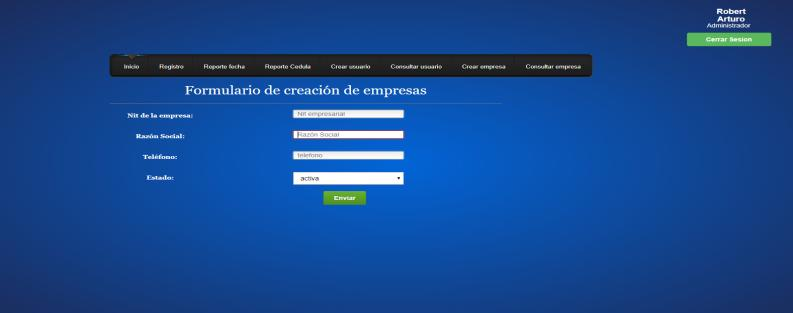 Robert
Arturo
Administrador
Cerrar Sesion
Inicio Registro Reporte fecha Reporte Cedula Crear usuario Consultar usuario Crear empresa Consultar empresa
Formulario de creación de empresas
Nit de la empresa: Nit empresarial
Razón Social: Razón Social
Teléfono: telefono
Estado: activa
Enviar